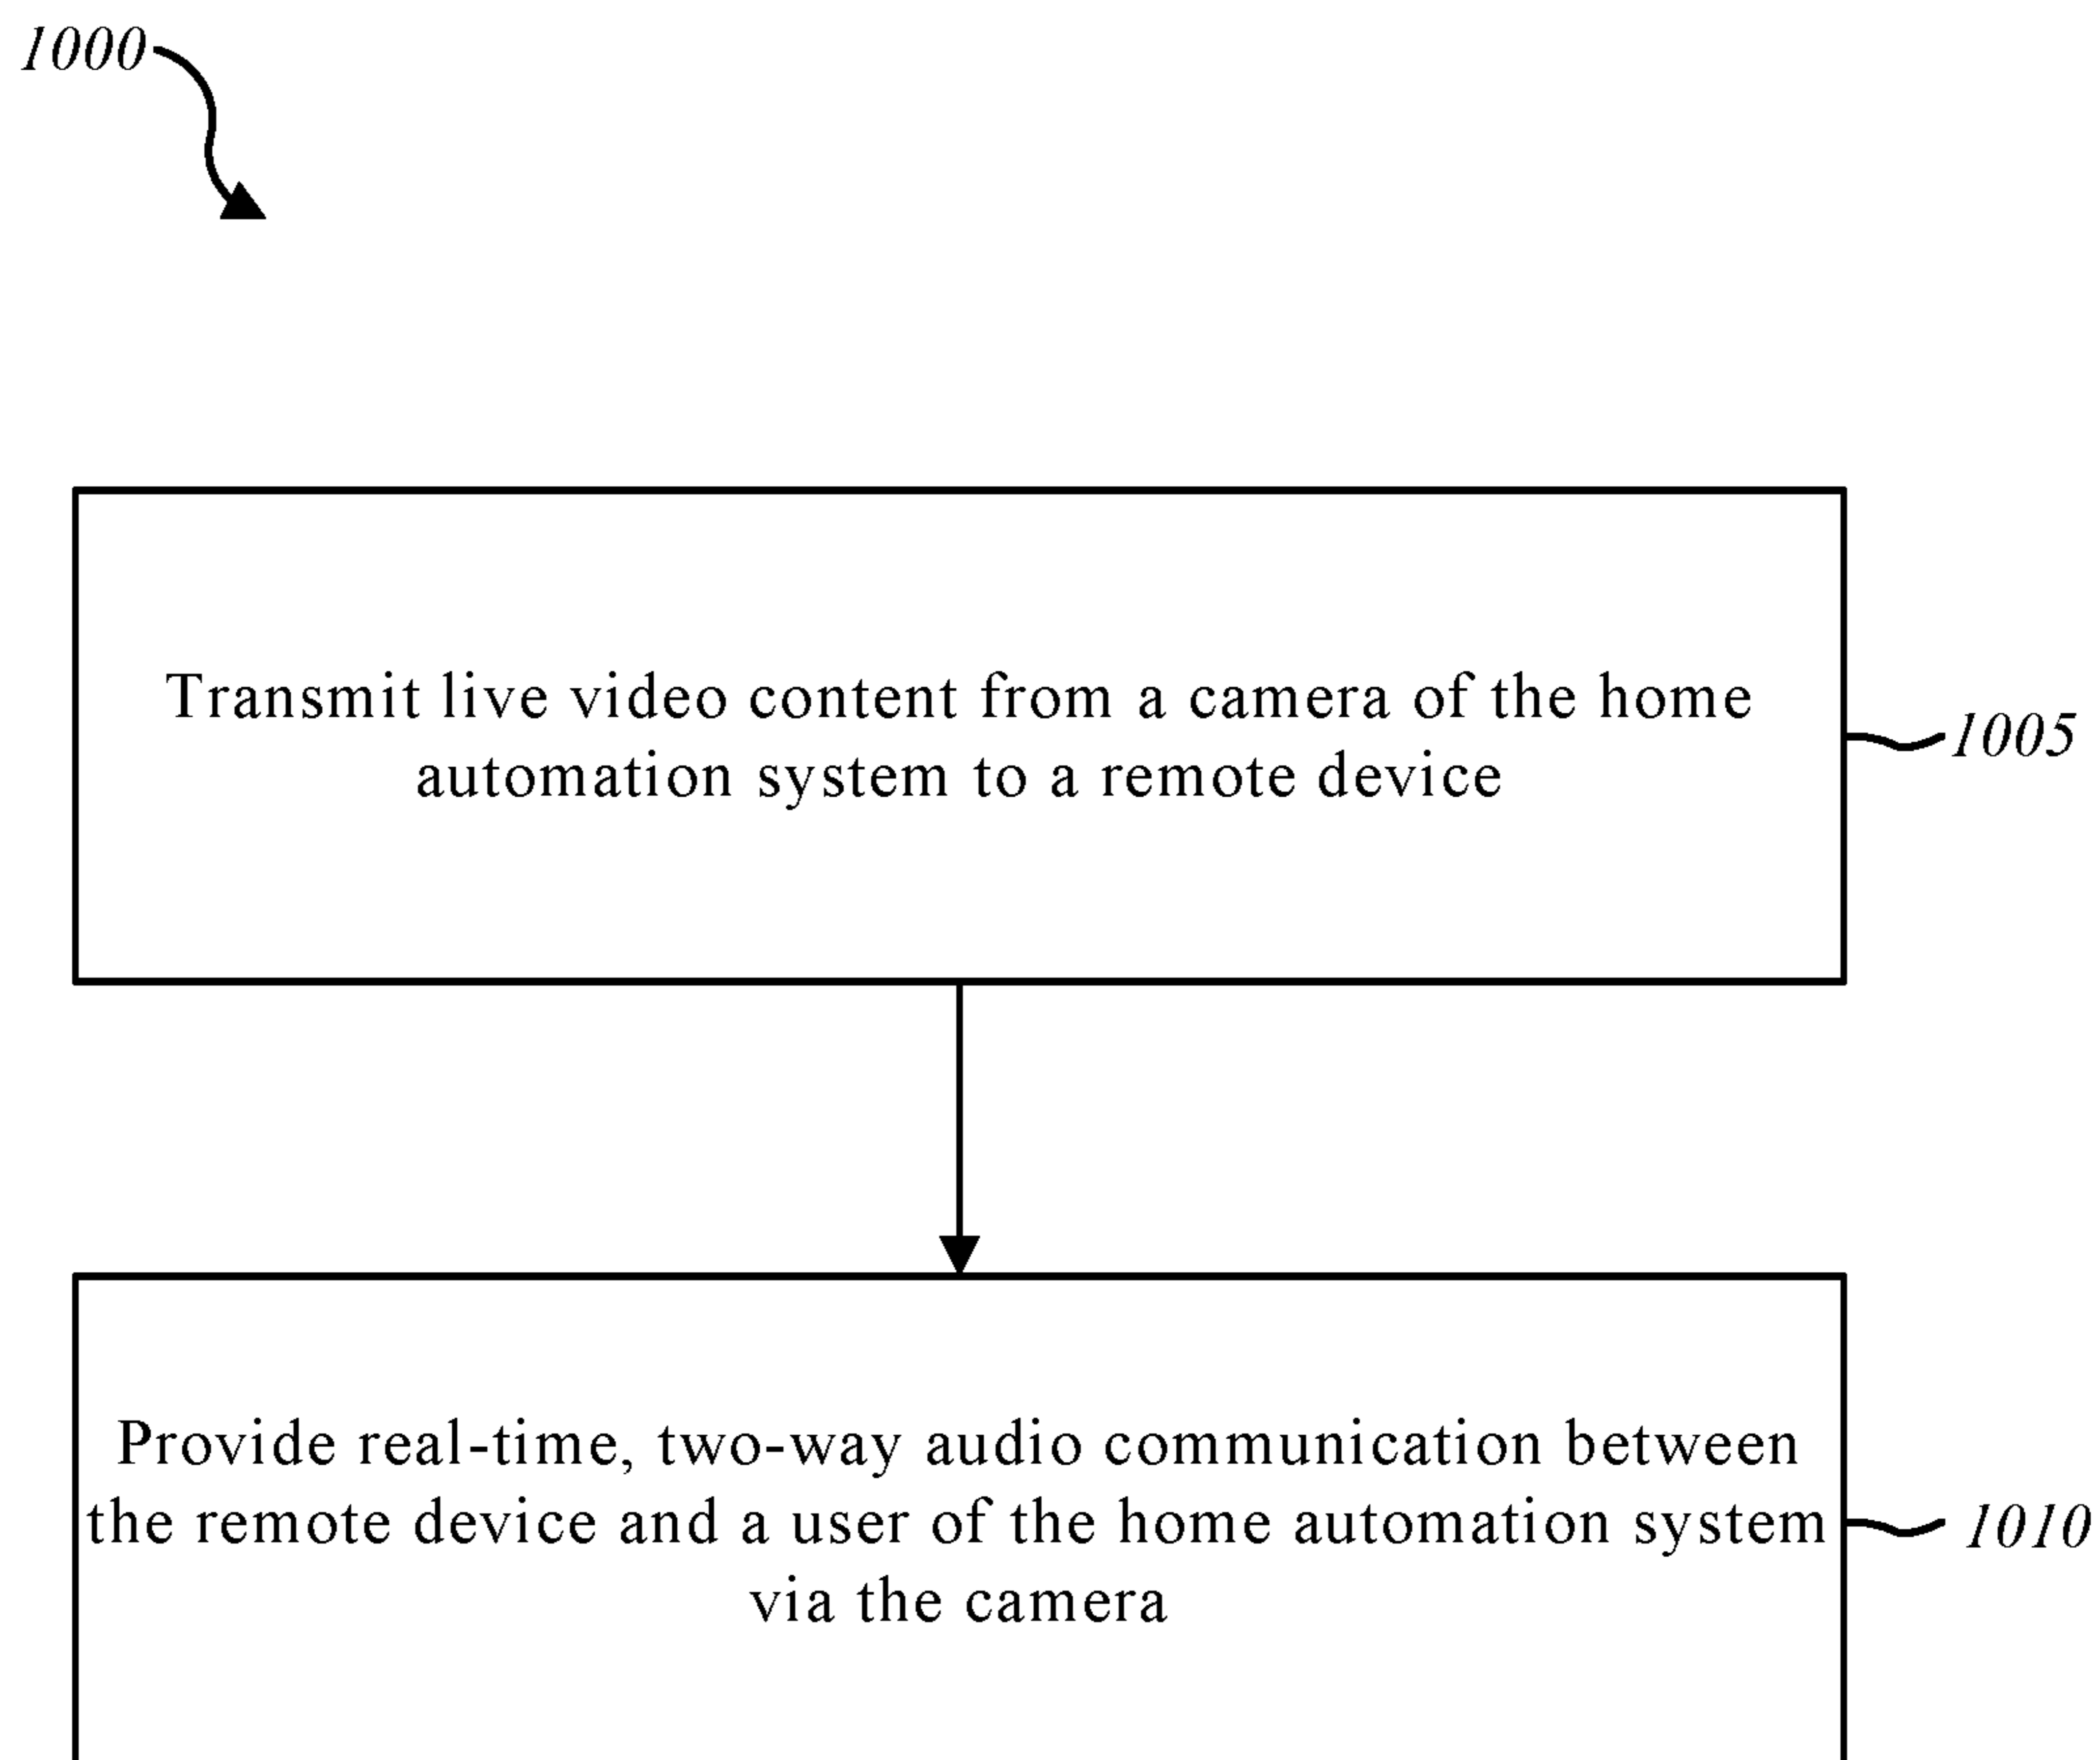 1000
Transmit live video content from a camera of the home
automation system to a remote device
1005
Provide real-time, two-way audio communication between
the remote device and a user of the home automation system
via the camera
1010